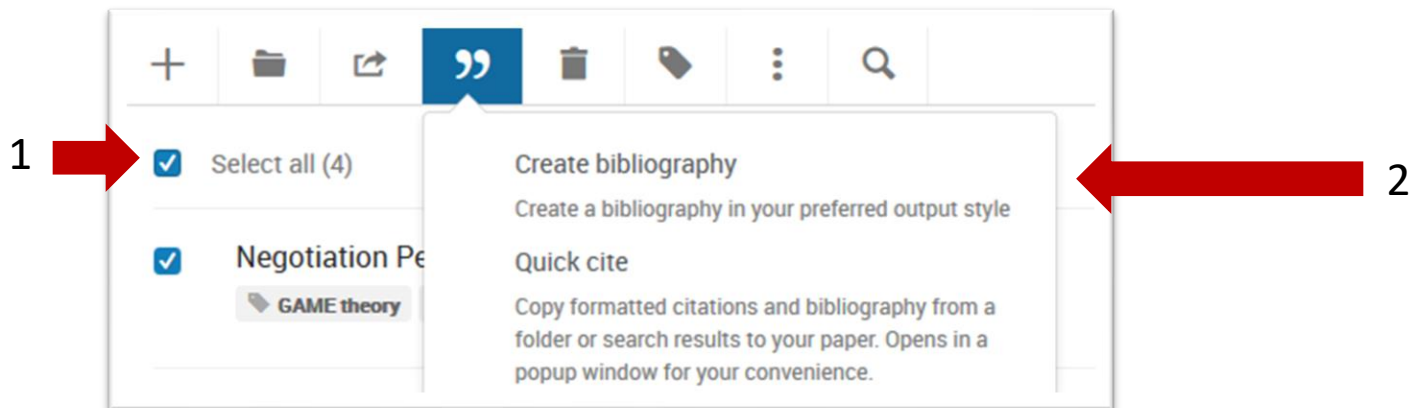 1
Select all (4)
Create bibliography
2
Create a bibliography in your preferred output style
Negotiation Pe
Quick cite
GAME theory
Copy formatted citations and bibliography from a
folder or search results to your paper. Opens in a
popup window for your convenience.